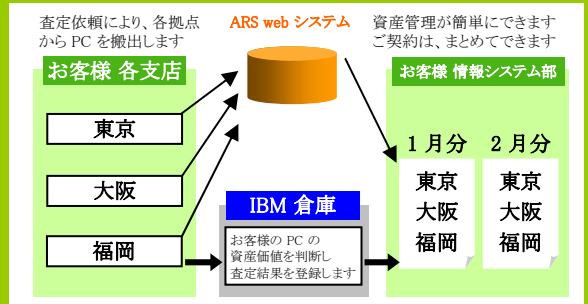 査定依頼により、各拠点
から PC を搬出します
お客様 各支店
東京
大阪
福岡
ARS web システム
IBM 倉庫
お客様の PC の
資産価値を判断し
査定結果を登録します
資産管理が簡単にできます
ご契約は、まとめてできます
お客様 情報システム部
1 月分
東京
大阪
福岡
2 月分
東京
大阪
福岡